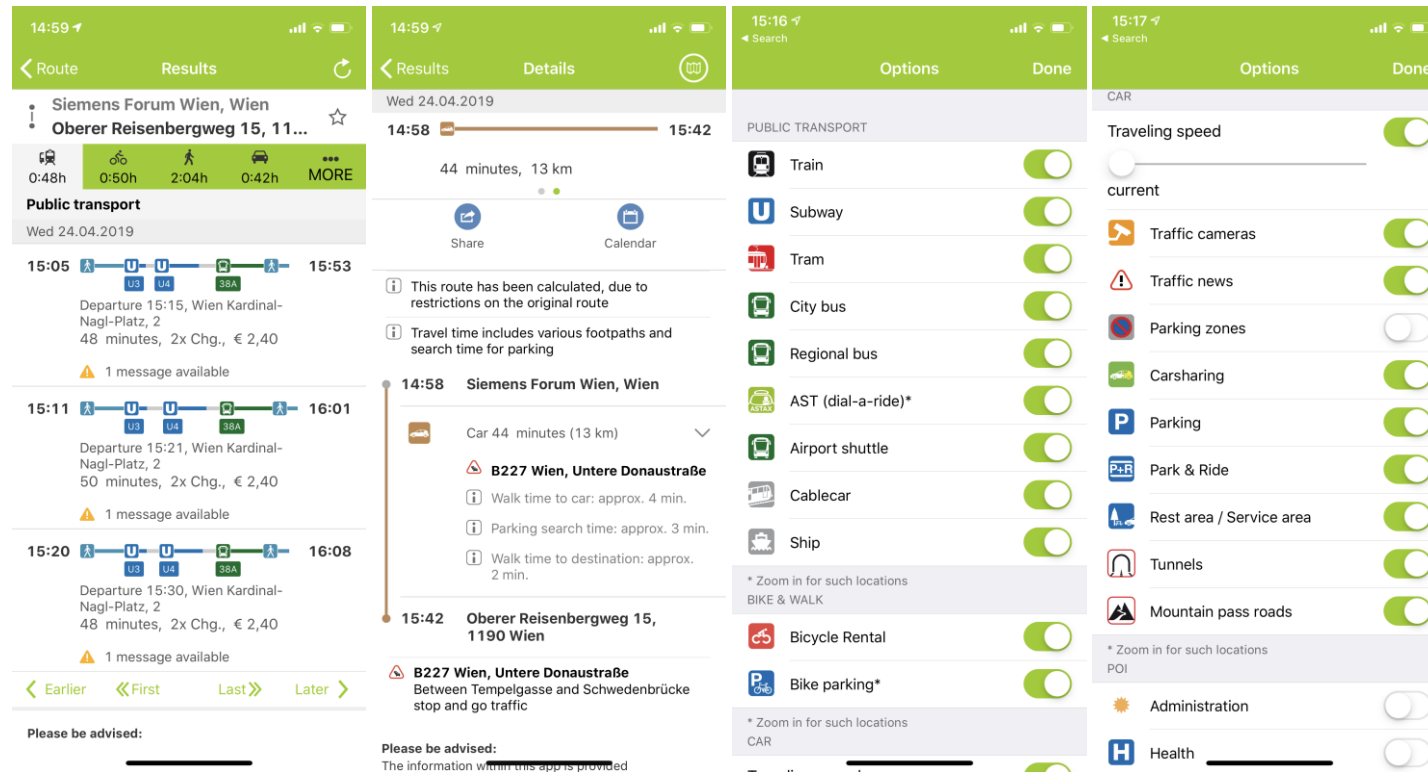 14:59
Route
Results
Siemens Forum Wien, Wien
Oberer Reisenbergweg 15, 11...
0:48h
0:50h
2:04h
0:42h
MORE
Public transport
Wed 24.04.2019
15:05
U
U
15:53
U3
U4
38A
Departure 15:15, Wien Kardinal-
Nagl-Platz, 2
48 minutes, 2x Chg., € 2,40
1 message available
15:11
U
U
16:01
U3
U4
38A
Departure 15:21, Wien Kardinal-
Nagl-Platz, 2
50 minutes, 2x Chg., € 2,40
1 message available
15:20
U
U
16:08
U3
U4
38A
Departure 15:30, Wien Kardinal-
Nagl-Platz, 2
48 minutes, 2x Chg., € 2,40
1 message available
Earlier
First
Last
Later
Please be advised:
14:59
Results
Details
Wed 24.04.2019
14:58
15:42
44 minutes, 13 km
Share
Calendar
i This route has been calculated, due to
restrictions on the original route
i Travel time includes various footpaths and
search time for parking
14:58 Siemens Forum Wien, Wien
Car 44 minutes (13 km)
B227 Wien, Untere Donaustraße
i Walk time to car: approx. 4 min.
i Parking search time: approx. 3 min.
i Walk time to destination: approx.
2 min.
15:42 Oberer Reisenbergweg 15,
1190 Wien
B227 Wien, Untere Donaustraße
Between Tempelgasse and Schwedenbrücke
stop and go traffic
Please be advised:
The information within this app is provided
15:16
Search
Options
Done
PUBLIC TRANSPORT
Train
U Subway
Tram
City bus
Regional bus
ASTAX AST (dial-a-ride)*
Airport shuttle
Cablecar
Ship
* Zoom in for such locations
BIKE & WALK
Bicycle Rental
P Bike parking*
* Zoom in for such locations
CAR
15:17
Search
Options
Done
CAR
Traveling speed
current
Traffic cameras
! Traffic news
Parking zones
Carsharing
P Parking
P+R Park & Ride
Rest area / Service area
Tunnels
Mountain pass roads
* Zoom in for such locations
POI
Administration
H Health